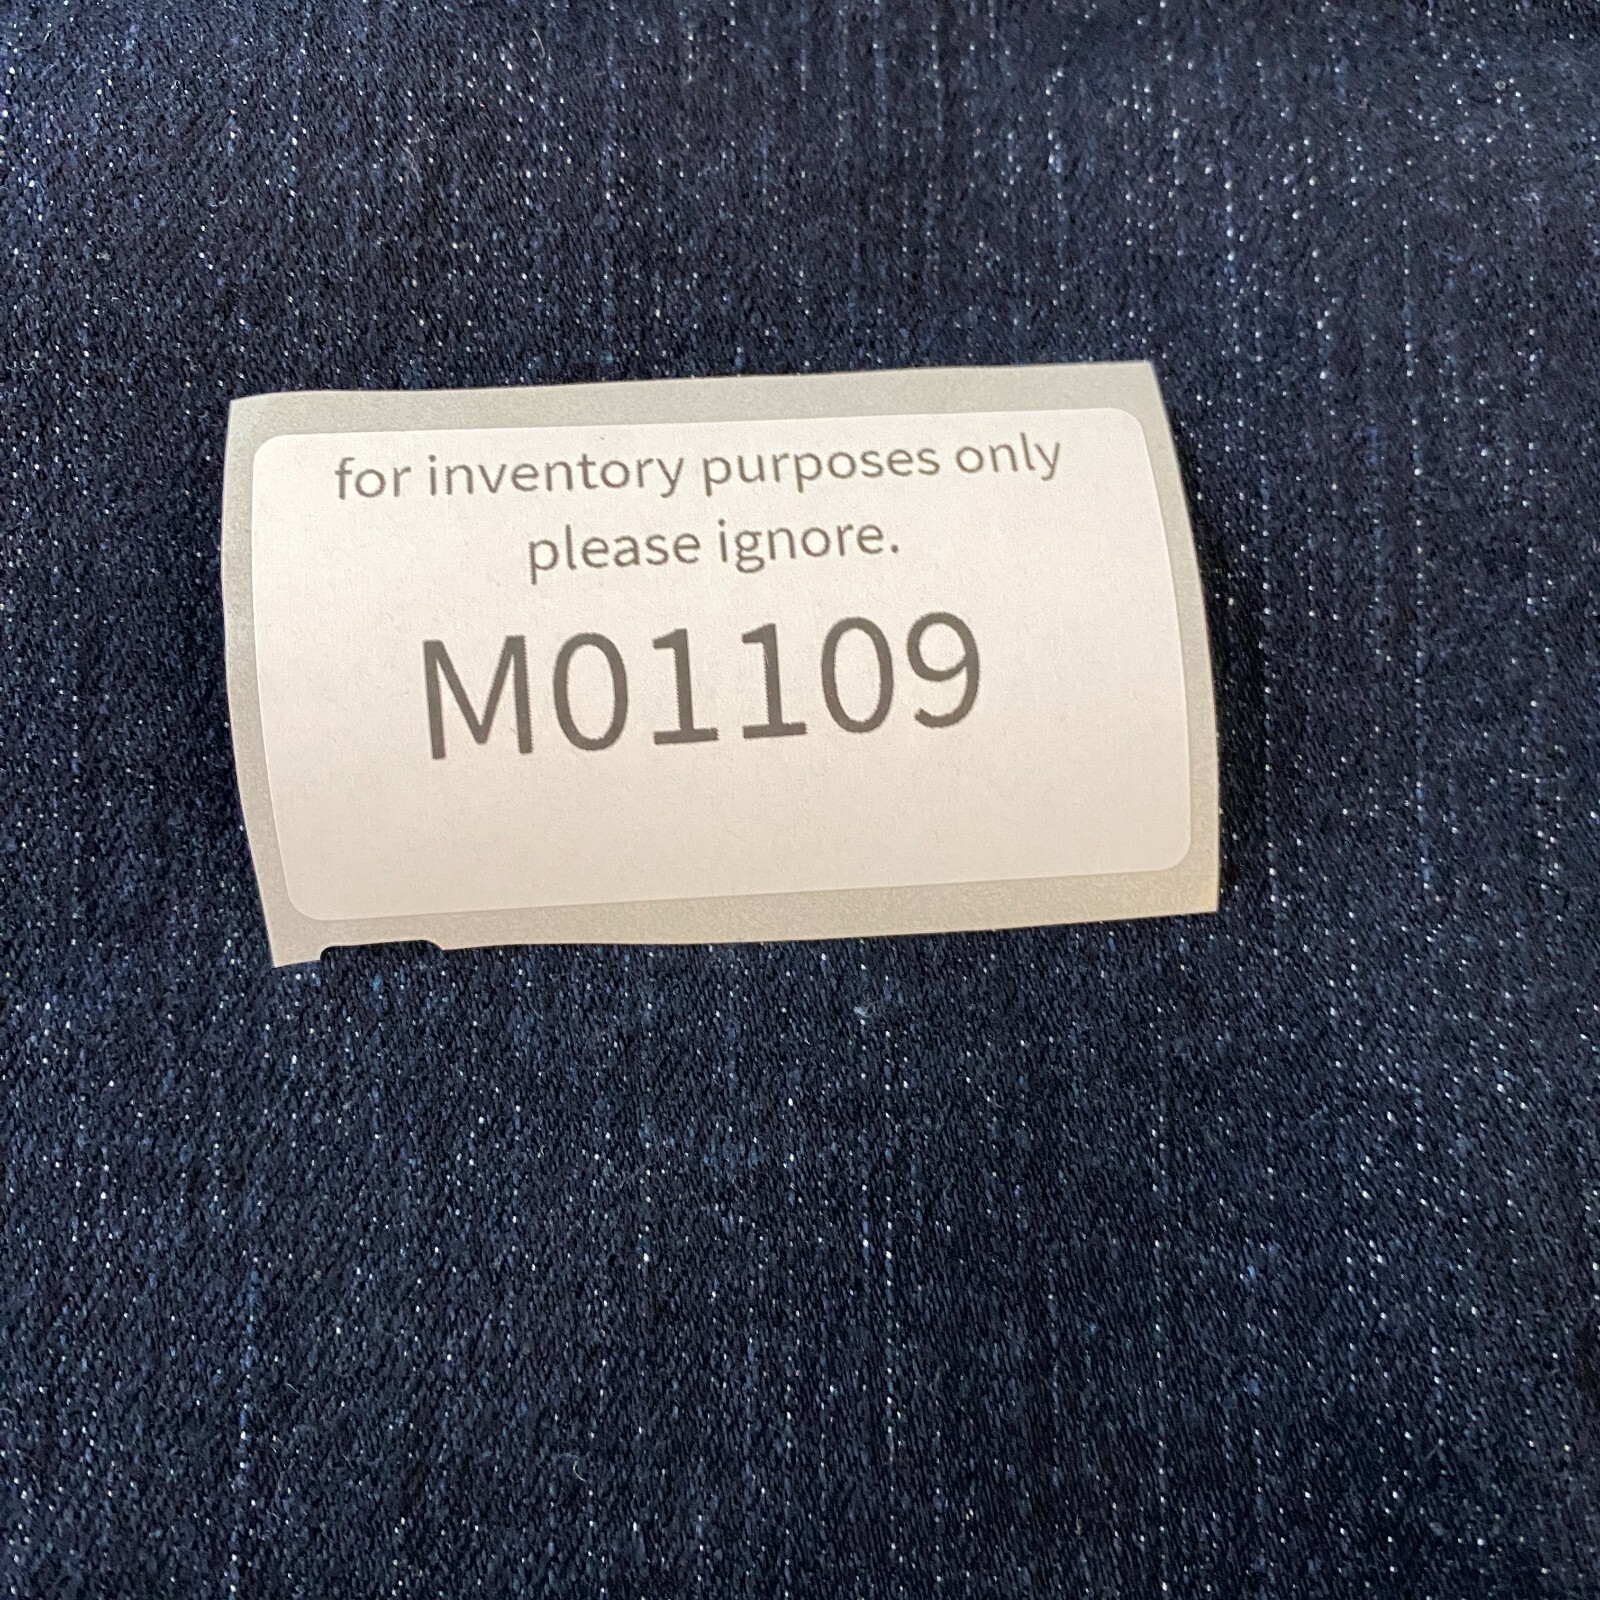 for inventory purposes only
please ignore.
M01109